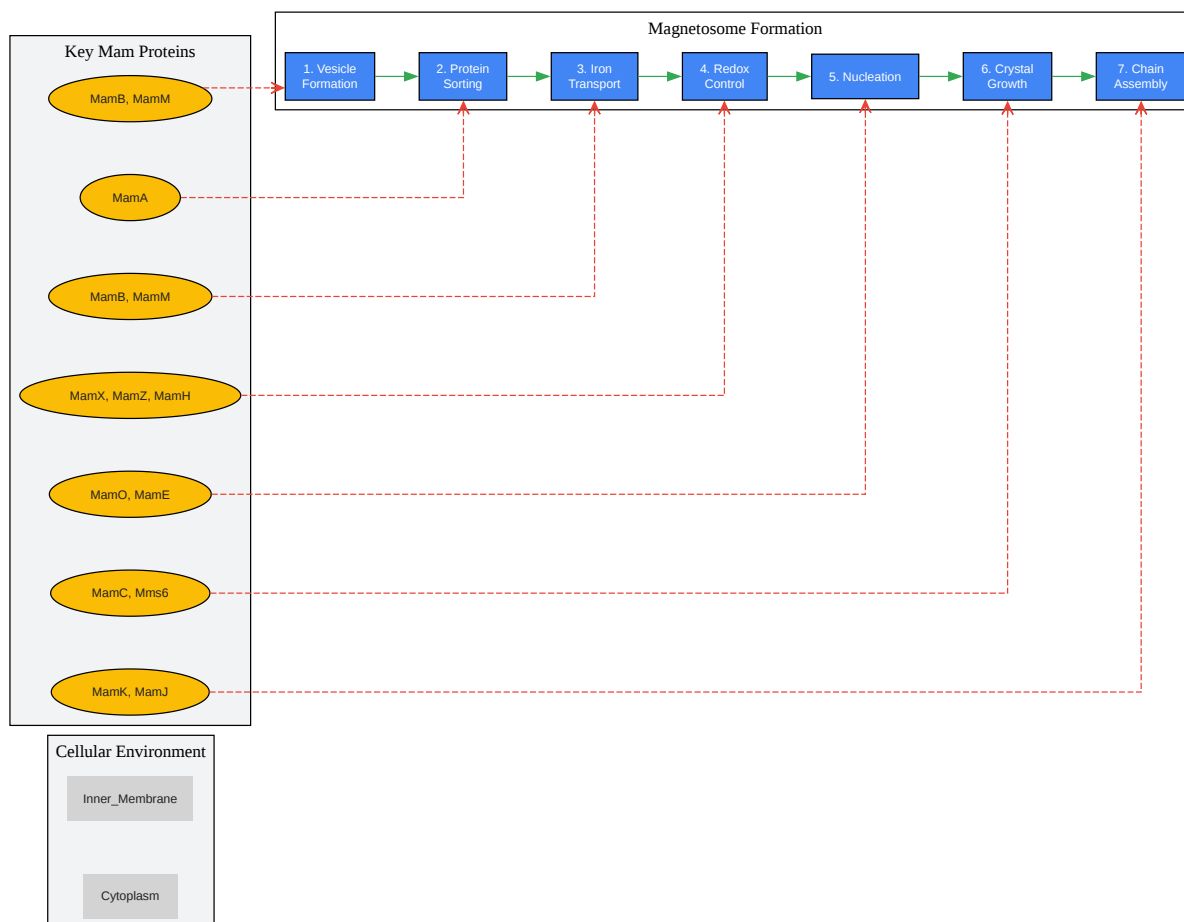 Magnetosome Formation
1. Vesicle
Formation
2. Protein
Sorting
3. Iron
Transport
4. Redox
Control
5. Nucleation
6. Crystal
Growth
7. Chain
Assembly
Key Mam Proteins
MamB, MamM
MamA
MamB, MamM
MamX, MamZ, MamH
MamO, MamE
MamC, Mms6
MamK, MamJ
Cellular Environment
Inner_Membrane
Cytoplasm